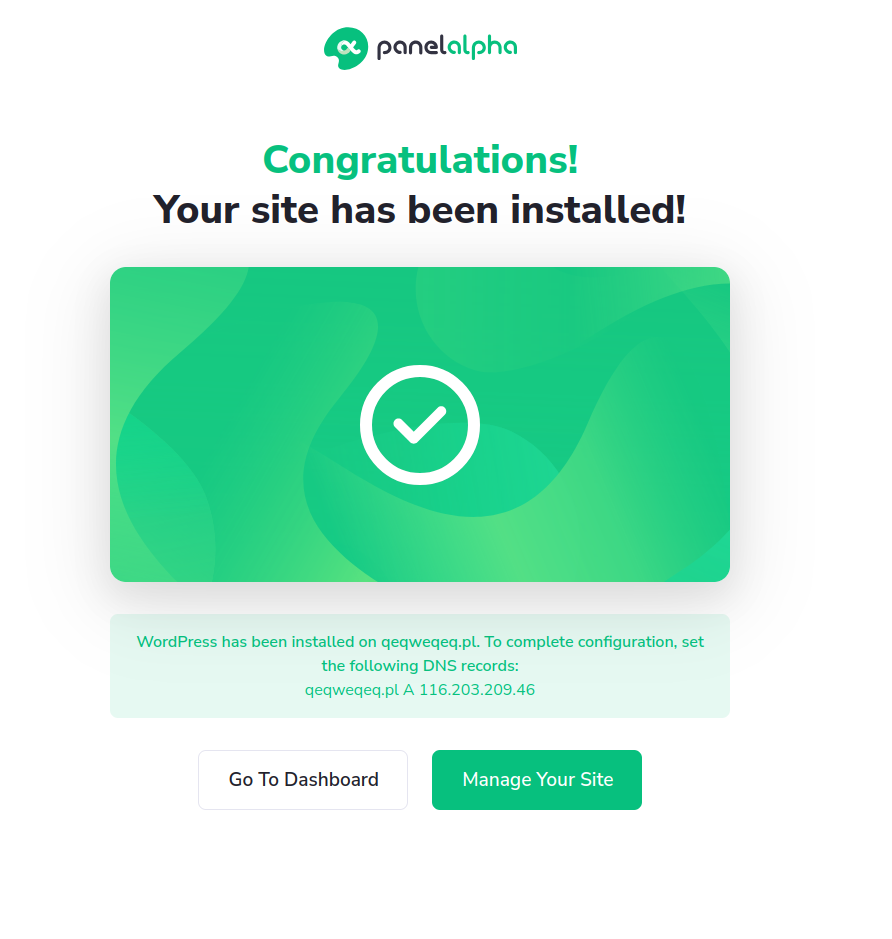 panelalpha
Congratulations!
Your site has been installed!
WordPress has been installed on qeqweqeq.pl. To complete configuration, set
the following DNS records:
qeqweqeq.pl A 116.203.209.46
Go To Dashboard
Manage Your Site